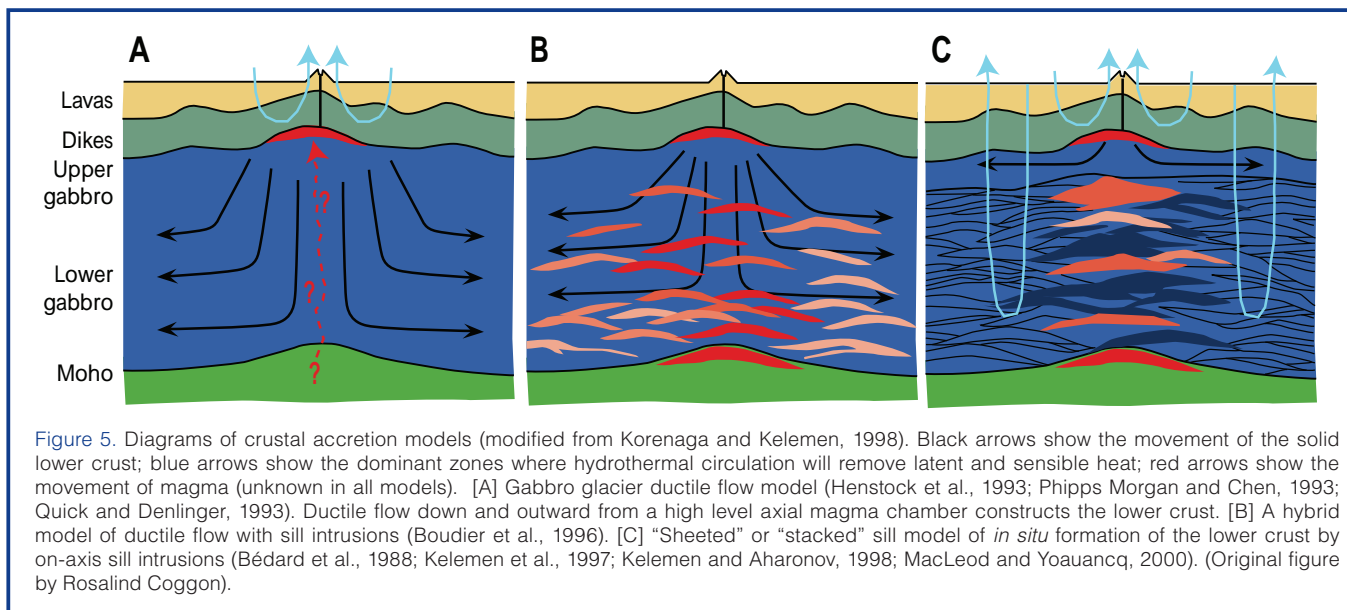 A
B
C
Lavas
Dikes
Upper
gabbro
Lower
gabbro
Moho
?
?
?
Figure 5. Diagrams of crustal accretion models (modified from Korenaga and Kelemen, 1998). Black arrows show the movement of the solid
lower crust; blue arrows show the dominant zones where hydrothermal circulation will remove latent and sensible heat; red arrows show the
movement of magma (unknown in all models). [A] Gabbro glacier ductile flow model (Henstock et al., 1993; Phipps Morgan and Chen, 1993;
Quick and Denlinger, 1993). Ductile flow down and outward from a high level axial magma chamber constructs the lower crust. [B] A hybrid
model of ductile flow with sill intrusions (Boudier et al., 1996). [C] “Sheeted” or “stacked” sill model of in situ formation of the lower crust by
on-axis sill intrusions (Bédard et al., 1988; Kelemen et al., 1997; Kelemen and Aharonov, 1998; MacLeod and Yoauancq, 2000). (Original figure
by Rosalind Coggon).